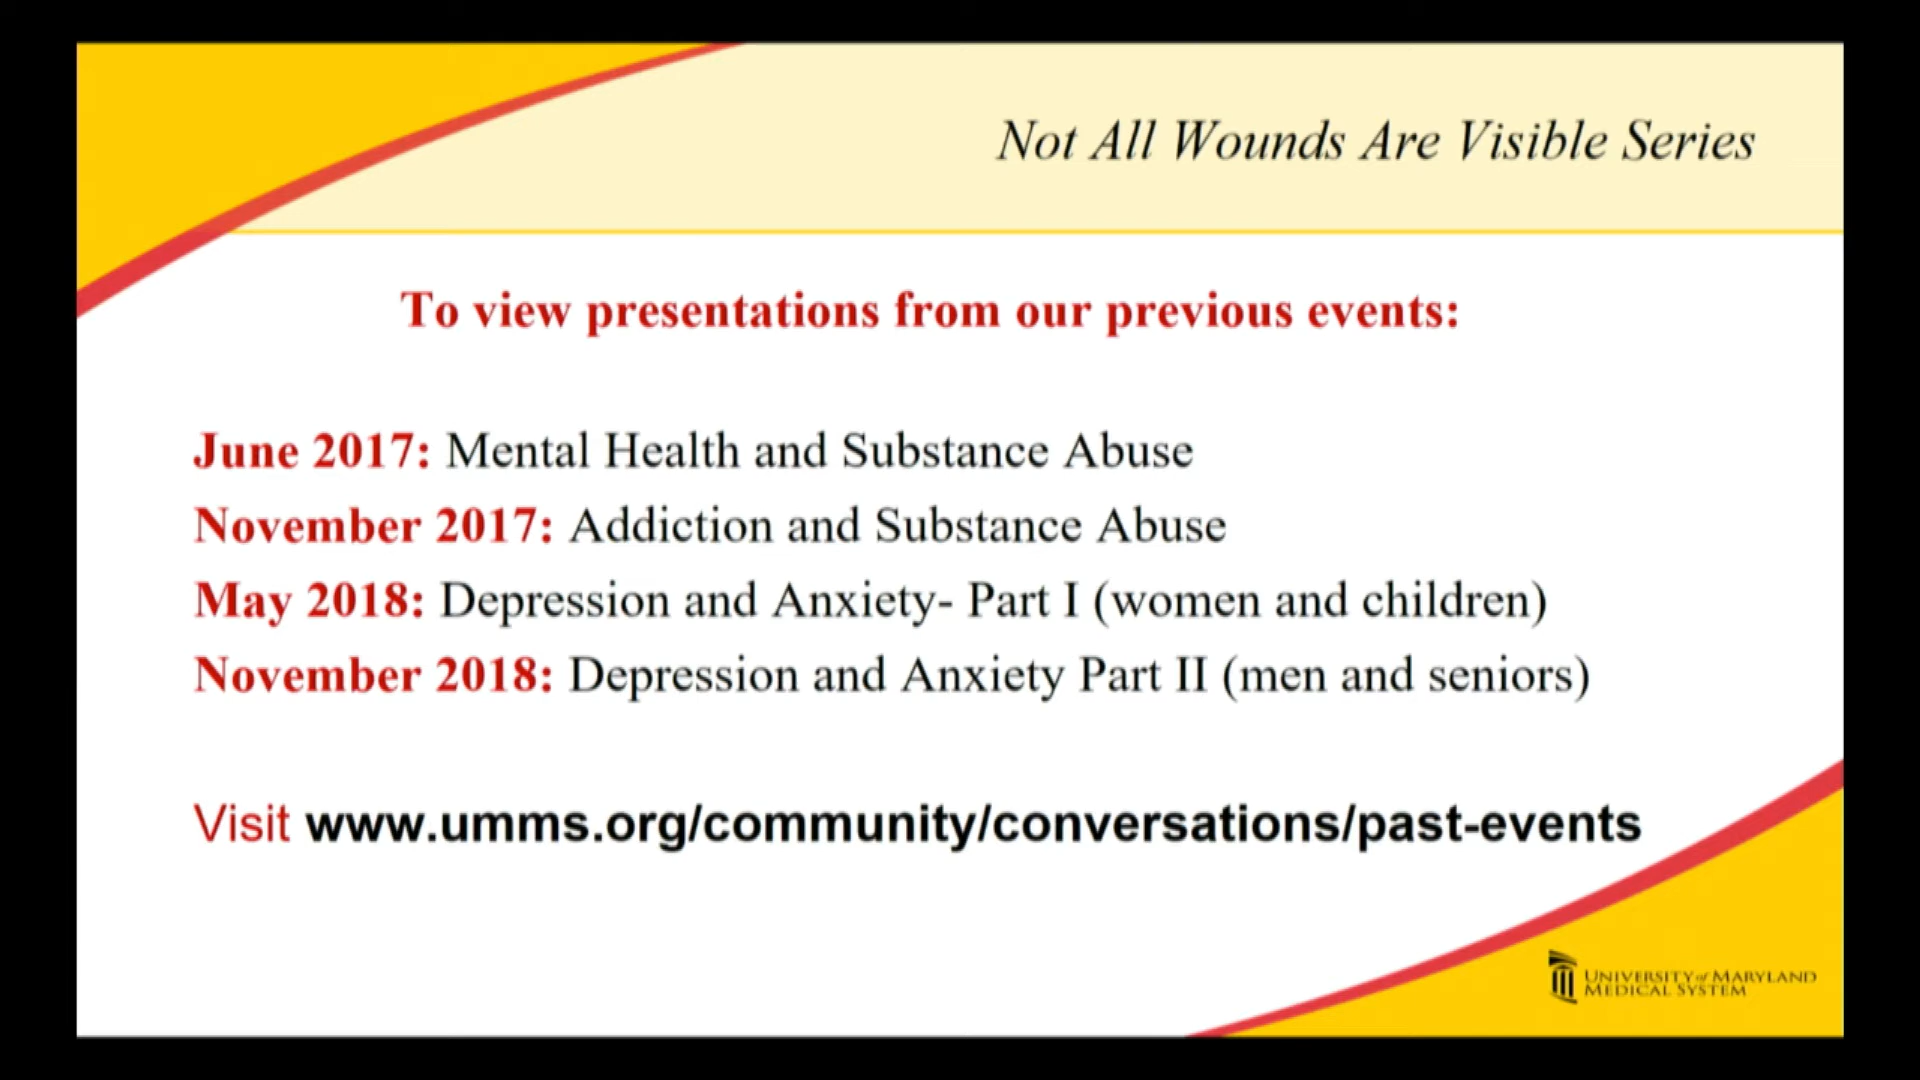 Not All Wounds Are Visible Series
To view presentations from our previous events:
June 2017: Mental Health and Substance Abuse
November 2017: Addiction and Substance Abuse
May 2018: Depression and Anxiety- Part I (women and children)
November 2018: Depression and Anxiety Part II (men and seniors)
Visit www.umms.org/community/conversations/past-events
UNIVERSITY of MARYLAND
MEDICAL SYSTEM